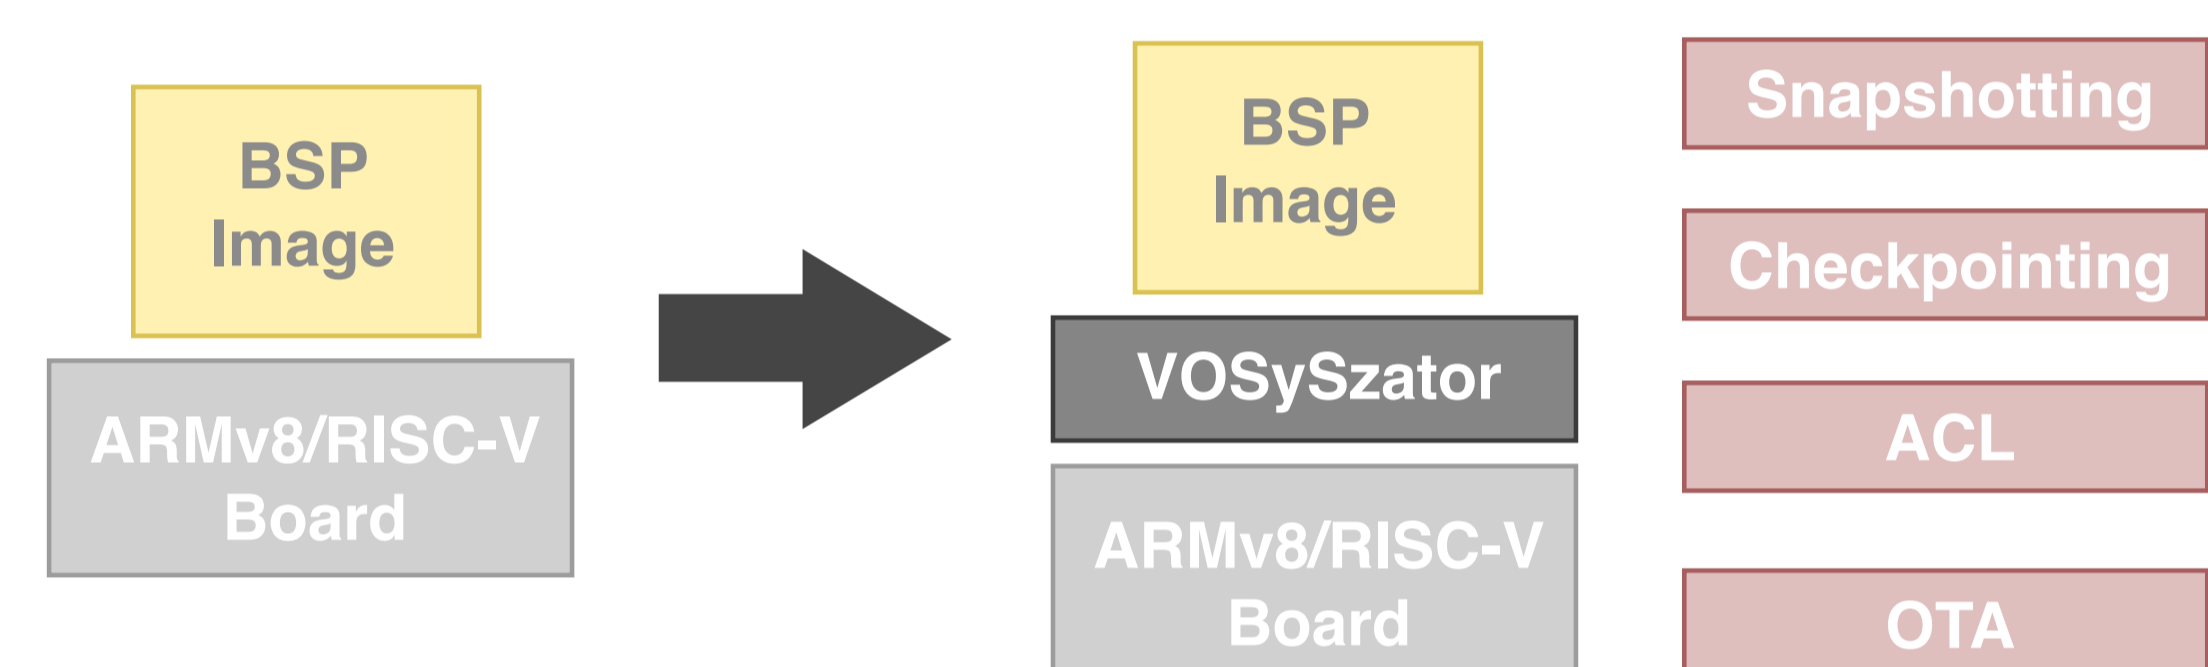 BSP
Image
ARMv8/RISC-V
Board
BSP
Image
VOSySzator
ARMv8/RISC-V
Board
Snapshotting
Checkpointing
ACL
OTA